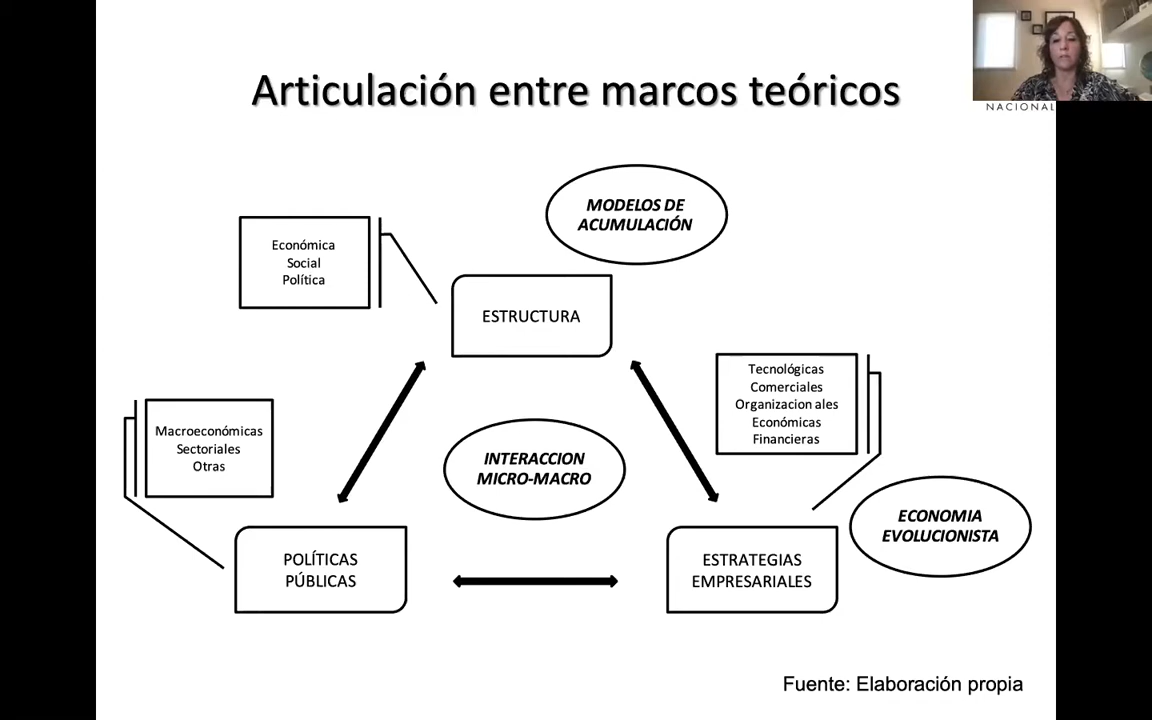 Articulación entre marcos teóricos
NACIONAL
MODELOS DE
ACUMULACIÓN
Económica
Social
Política
ESTRUCTURA
Tecnológicas
Comerciales
Organizacion ales
Económicas
Financieras
Macroeconómicas
Sectoriales
Otras
INTERACCION
MICRO-MACRO
ECONOMIA
EVOLUCIONISTA
POLÍTICAS
PÚBLICAS
ESTRATEGIAS
EMPRESARIALES
Fuente: Elaboración propia